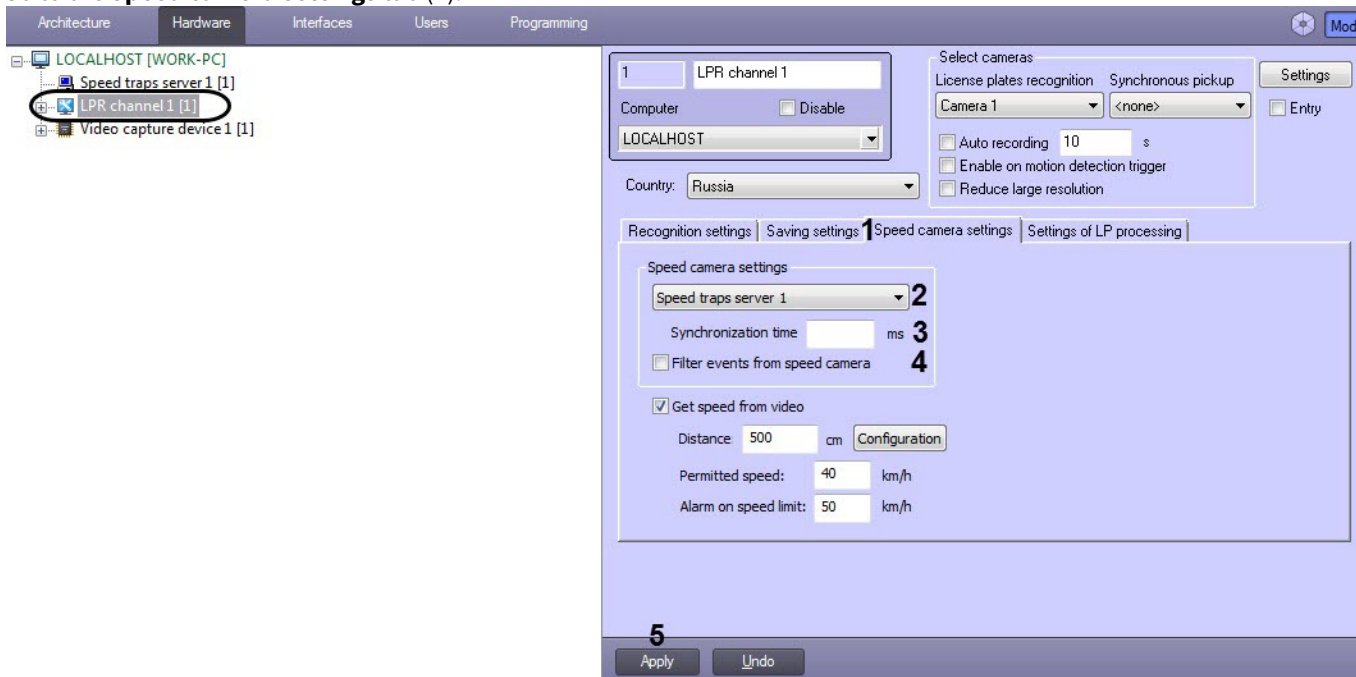 Architecture Hardware Interfaces Users Programming Mod
LOCALHOST [WORK-PC]
Speed traps server 1 [1]
LPR channel 1 [1]
Video capture device 1 [1]
1 LPR channel 1
Computer Disable
LOCALHOST
Country: Russia
Select cameras
License plates recognition Synchronous pickup
Camera 1 <none>
Auto recording 10 s
Enable on motion detection trigger
Reduce large resolution
Settings
Entry
Recognition settings Saving settings 1 Speed camera settings Settings of LP processing
Speed camera settings
Speed traps server 1 2
Synchronization time ms 3
Filter events from speed camera 4
Get speed from video
Distance 500 cm Configuration
Permitted speed: 40 km/h
Alarm on speed limit: 50 km/h
5
Apply Undo